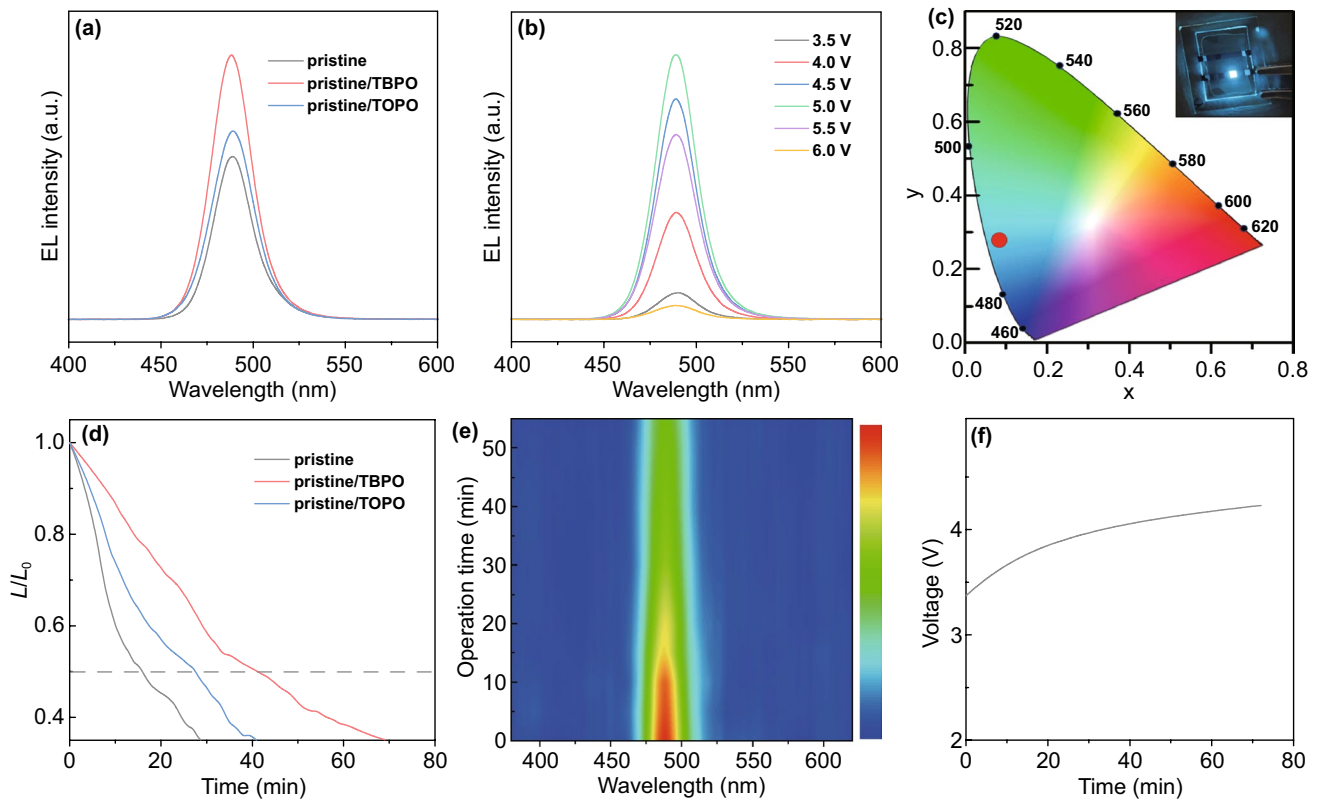 (a)
pristine
pristine/TBPO
pristine/TOPO
EL intensity (a.u.)
400 450 500 550 600
Wavelength (nm)
(b)
3.5 V
4.0 V
4.5 V
5.0 V
5.5 V
6.0 V
EL intensity (a.u.)
400 450 500 550 600
Wavelength (nm)
(c)
520
540
560
580
600
620
500
480
460
0.8
0.6
0.4
0.2
0.0
y
0.0 0.2 0.4 0.6 0.8
x
(d)
pristine
pristine/TBPO
pristine/TOPO
1.0
0.8
0.6
0.4
L/L0
0 20 40 60 80
Time (min)
(e)
50
40
30
20
10
0
Operation time (min)
400 450 500 550 600
Wavelength (nm)
(f)
4
3
2
Voltage (V)
0 20 40 60 80
Time (min)